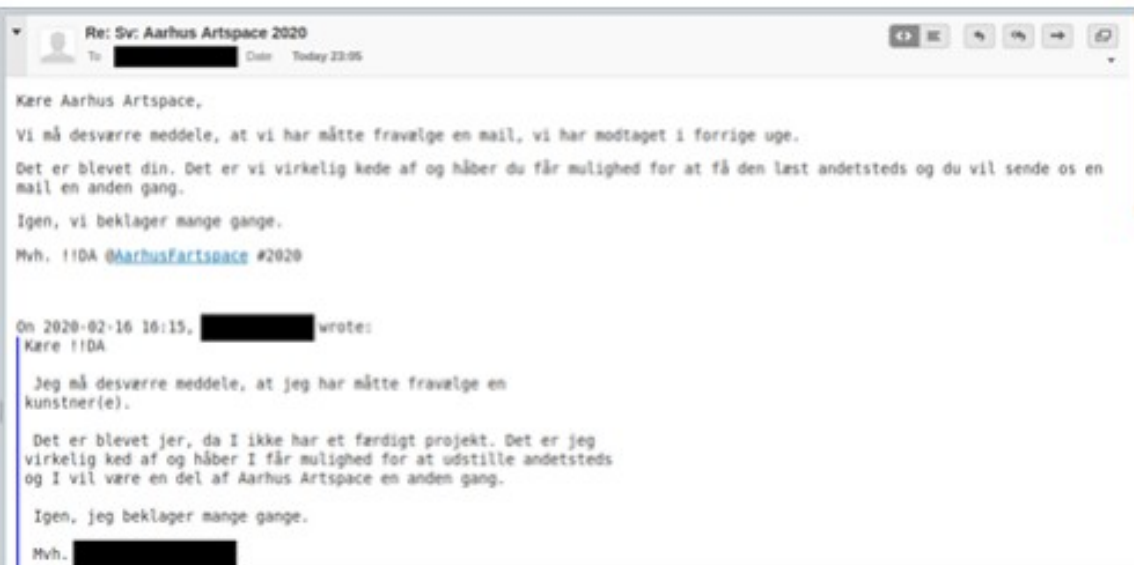 Re: Sv: Aarhus Artspace 2020
To Date Today 23:05
Kære Aarhus Artspace,
Vi må desværre meddele, at vi har måtte fravælge en mail, vi har modtaget i forrige uge.
Det er blevet din. Det er vi virkelig kede af og håber du får mulighed for at få den læst andetsteds og du vil sende os en
mail en anden gang.
Igen, vi beklager mange gange.
Mvh. !!DA @AarhusFartspace #2020
On 2020-02-16 16:15, wrote:
Kære !!DA
Jeg må desværre meddele, at jeg har måtte fravælge en
kunstner(e).
Det er blevet jer, da I ikke har et færdigt projekt. Det er jeg
virkelig ked af og håber I får mulighed for at udstille andetsteds
og I vil være en del af Aarhus Artspace en anden gang.
Igen, jeg beklager mange gange.
Mvh.